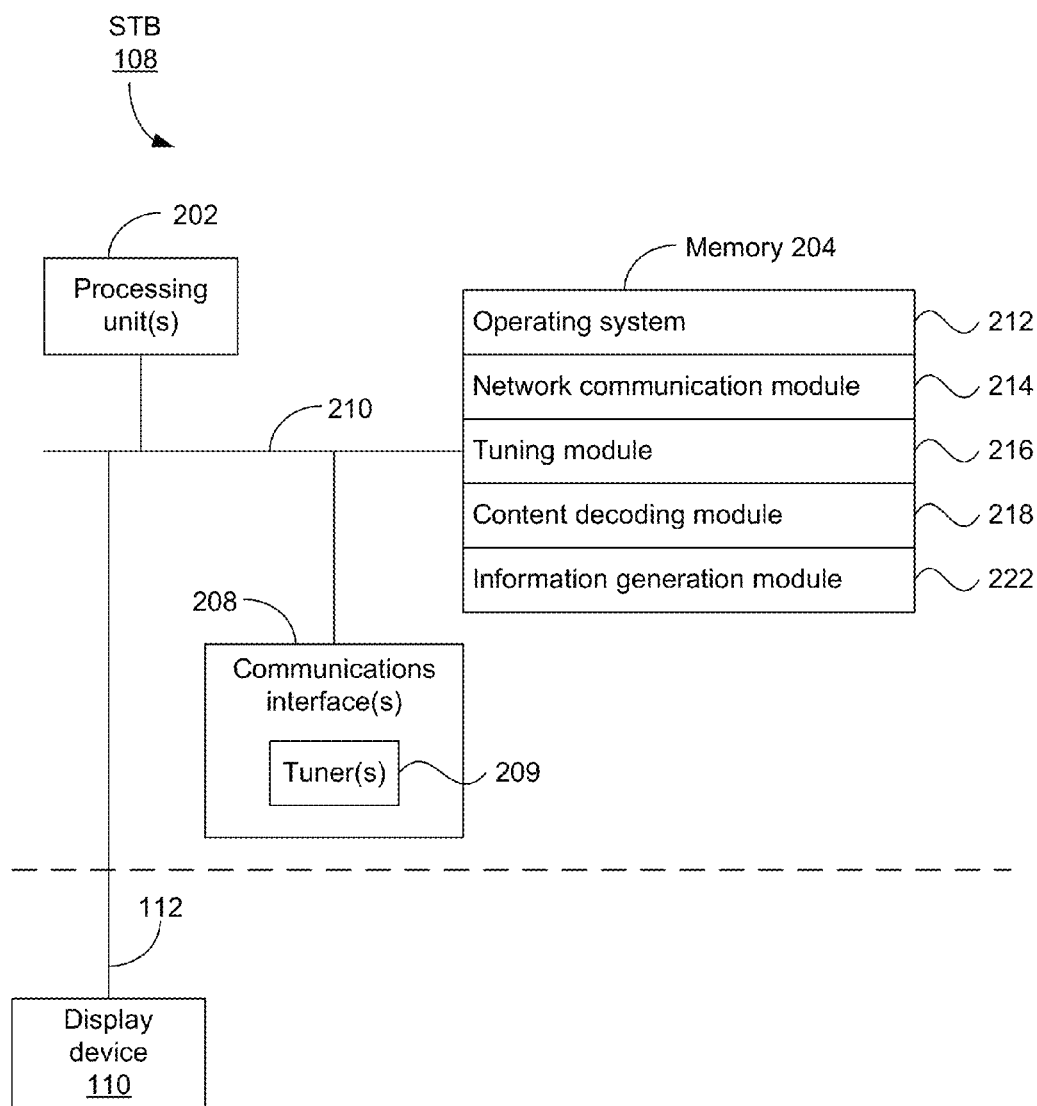 STB
108
202
Processing
unit(s)
Memory 204
Operating system
212
Network communication module
214
210
Tuning module
216
Content decoding module
218
Information generation module
222
208
Communications
interface(s)
Tuner(s)
209
112
Display
device
110